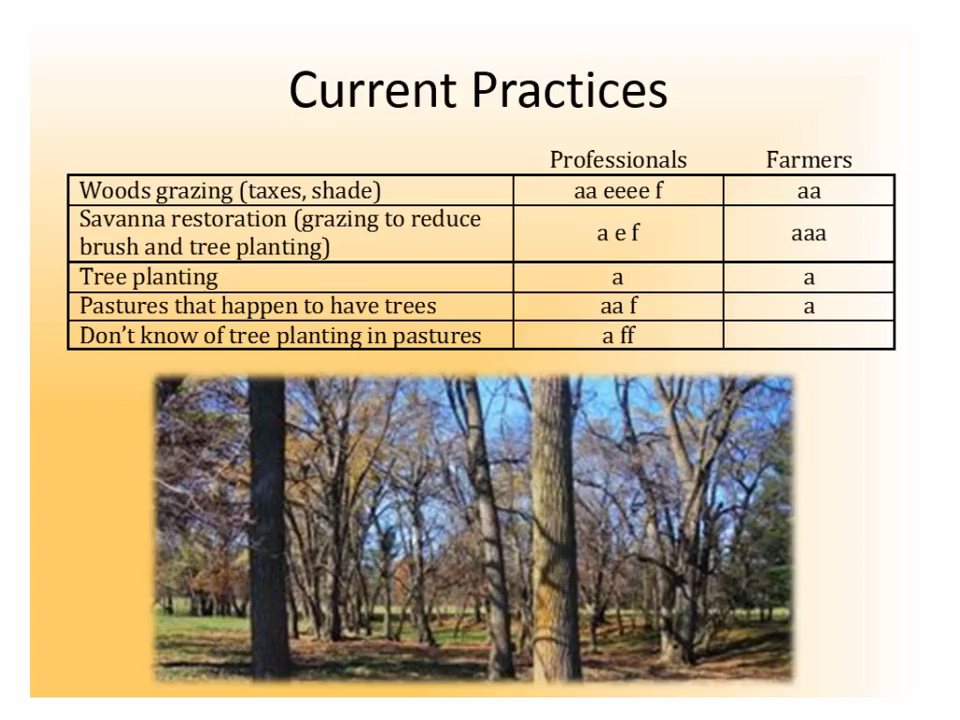 Current Practices
Professionals Farmers
Woods grazing (taxes, shade) aa eeee f aa
Savanna restoration (grazing to reduce
brush and tree planting) a e f aaa
Tree planting a a
Pastures that happen to have trees aa f a
Don’t know of tree planting in pastures a ff